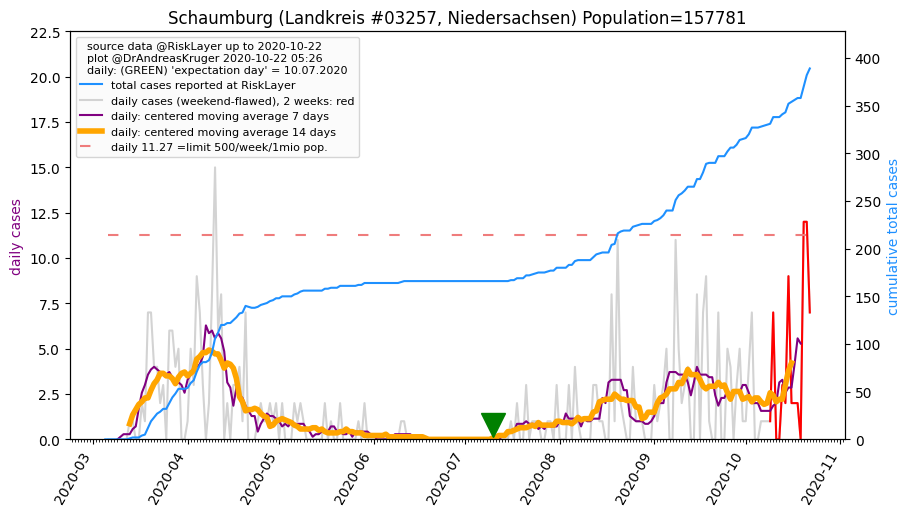 Schaumburg (Landkreis #03257, Niedersachsen) Population=157781
source data @RiskLayer up to 2020-10-22
plot @DrAndreasKruger 2020-10-22 05:26
daily: (GREEN) 'expectation day' = 10.07.2020
total cases reported at RiskLayer
daily cases (weekend-flawed), 2 weeks: red
daily: centered moving average 7 days
daily: centered moving average 14 days
daily 11.27 =limit 500/week/1mio pop.
daily cases
22.5
20.0
17.5
15.0
12.5
10.0
7.5
5.0
2.5
0.0
400
350
300
250
200
150
100
50
0
cumulative total cases
2020-03
2020-04
2020-05
2020-06
2020-07
2020-08
2020-09
2020-10
2020-11